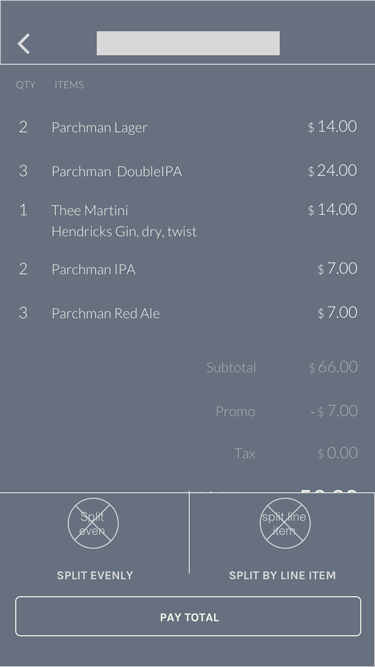 QTY ITEMS
2 Parchman Lager $ 14.00
3 Parchman DoubleIPA $ 24.00
1 Thee Martini $ 14.00
Hendricks Gin, dry, twist
2 Parchman IPA $ 7.00
3 Parchman Red Ale $ 7.00
Subtotal $ 66.00
Promo -$ 7.00
Tax $ 0.00
Split even
split line item
SPLIT EVENLY SPLIT BY LINE ITEM
PAY TOTAL